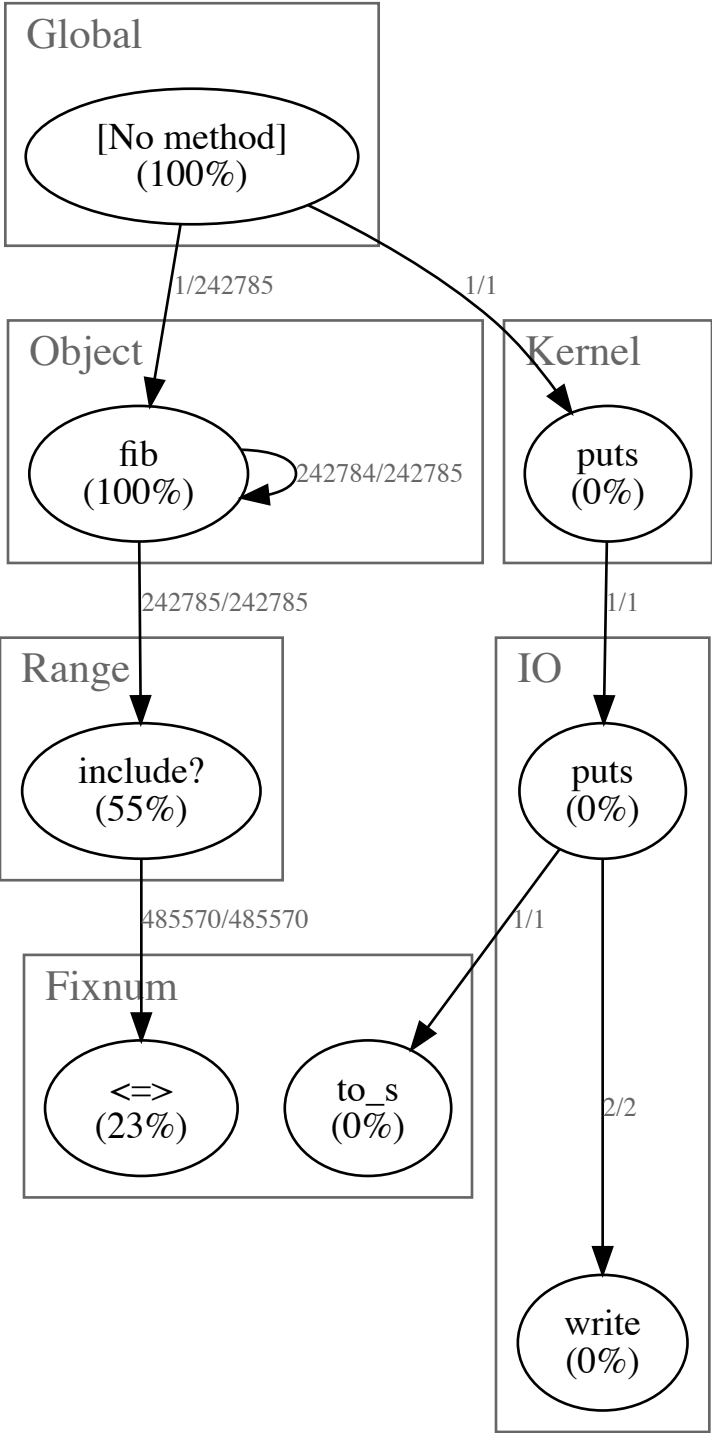 Global
[No method]
(100%)
1/242785
1/1
Object
Kernel
fib
(100%)
242784/242785
puts
(0%)
242785/242785
1/1
Range
IO
include?
(55%)
puts
(0%)
485570/485570
1/1
Fixnum
<=>
(23%)
to_s
(0%)
2/2
write
(0%)